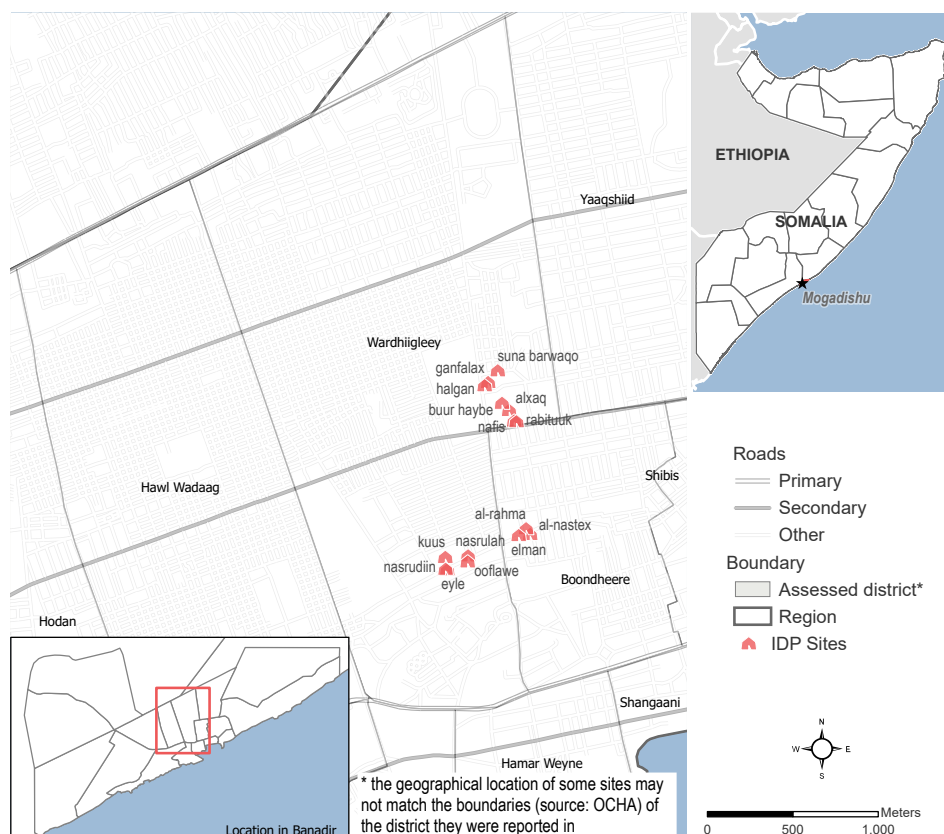 Yaaqshiid
Wardhiigleey
suna barwaqo
ganfalax
halgan
alxaq
buur haybe
rabituuk
nafis
Hawl Wadaag
Shibis
al-rahma
al-nastex
kuus
nasrulah
elman
nasrudiin
ooflawe
eyle
Boondheere
Hodan
Shangaani
Hamar Weyne
Location in Banadir
* the geographical location of some sites may
not match the boundaries (source: OCHA) of
the district they were reported in
ETHIOPIA
SOMALIA
Mogadishu
Roads
Primary
Secondary
Other
Boundary
Assessed district*
Region
IDP Sites
N
W E
S
Meters
0 500 1,000